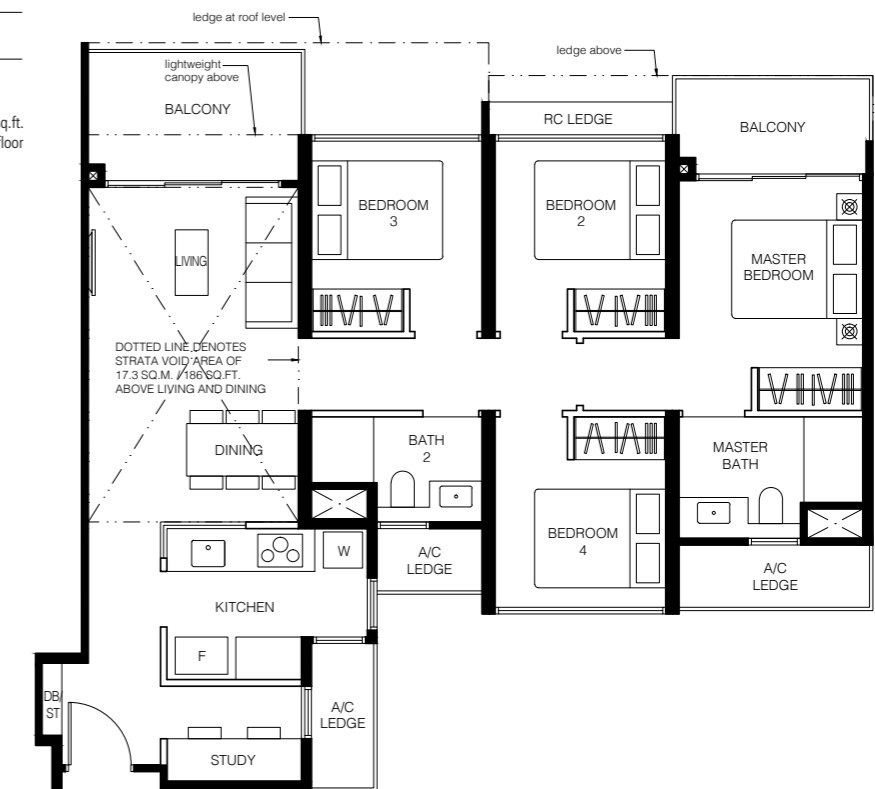 ledge at roof level
ledge above
lightweight
canopy above
BALCONY
RC LEDGE
BALCONY
q.ft.
floor
BEDROOM
3
BEDROOM
2
LIVING
MASTER
BEDROOM
DOTTED LINE DENOTES
STRATA VOID AREA OF
17.3 SQ.M. / 186 SQ.FT.
ABOVE LIVING AND DINING
DINING
BATH
2
MASTER
BATH
BEDROOM
4
W
A/C
LEDGE
A/C
LEDGE
KITCHEN
F
DB/
ST
A/C
LEDGE
STUDY